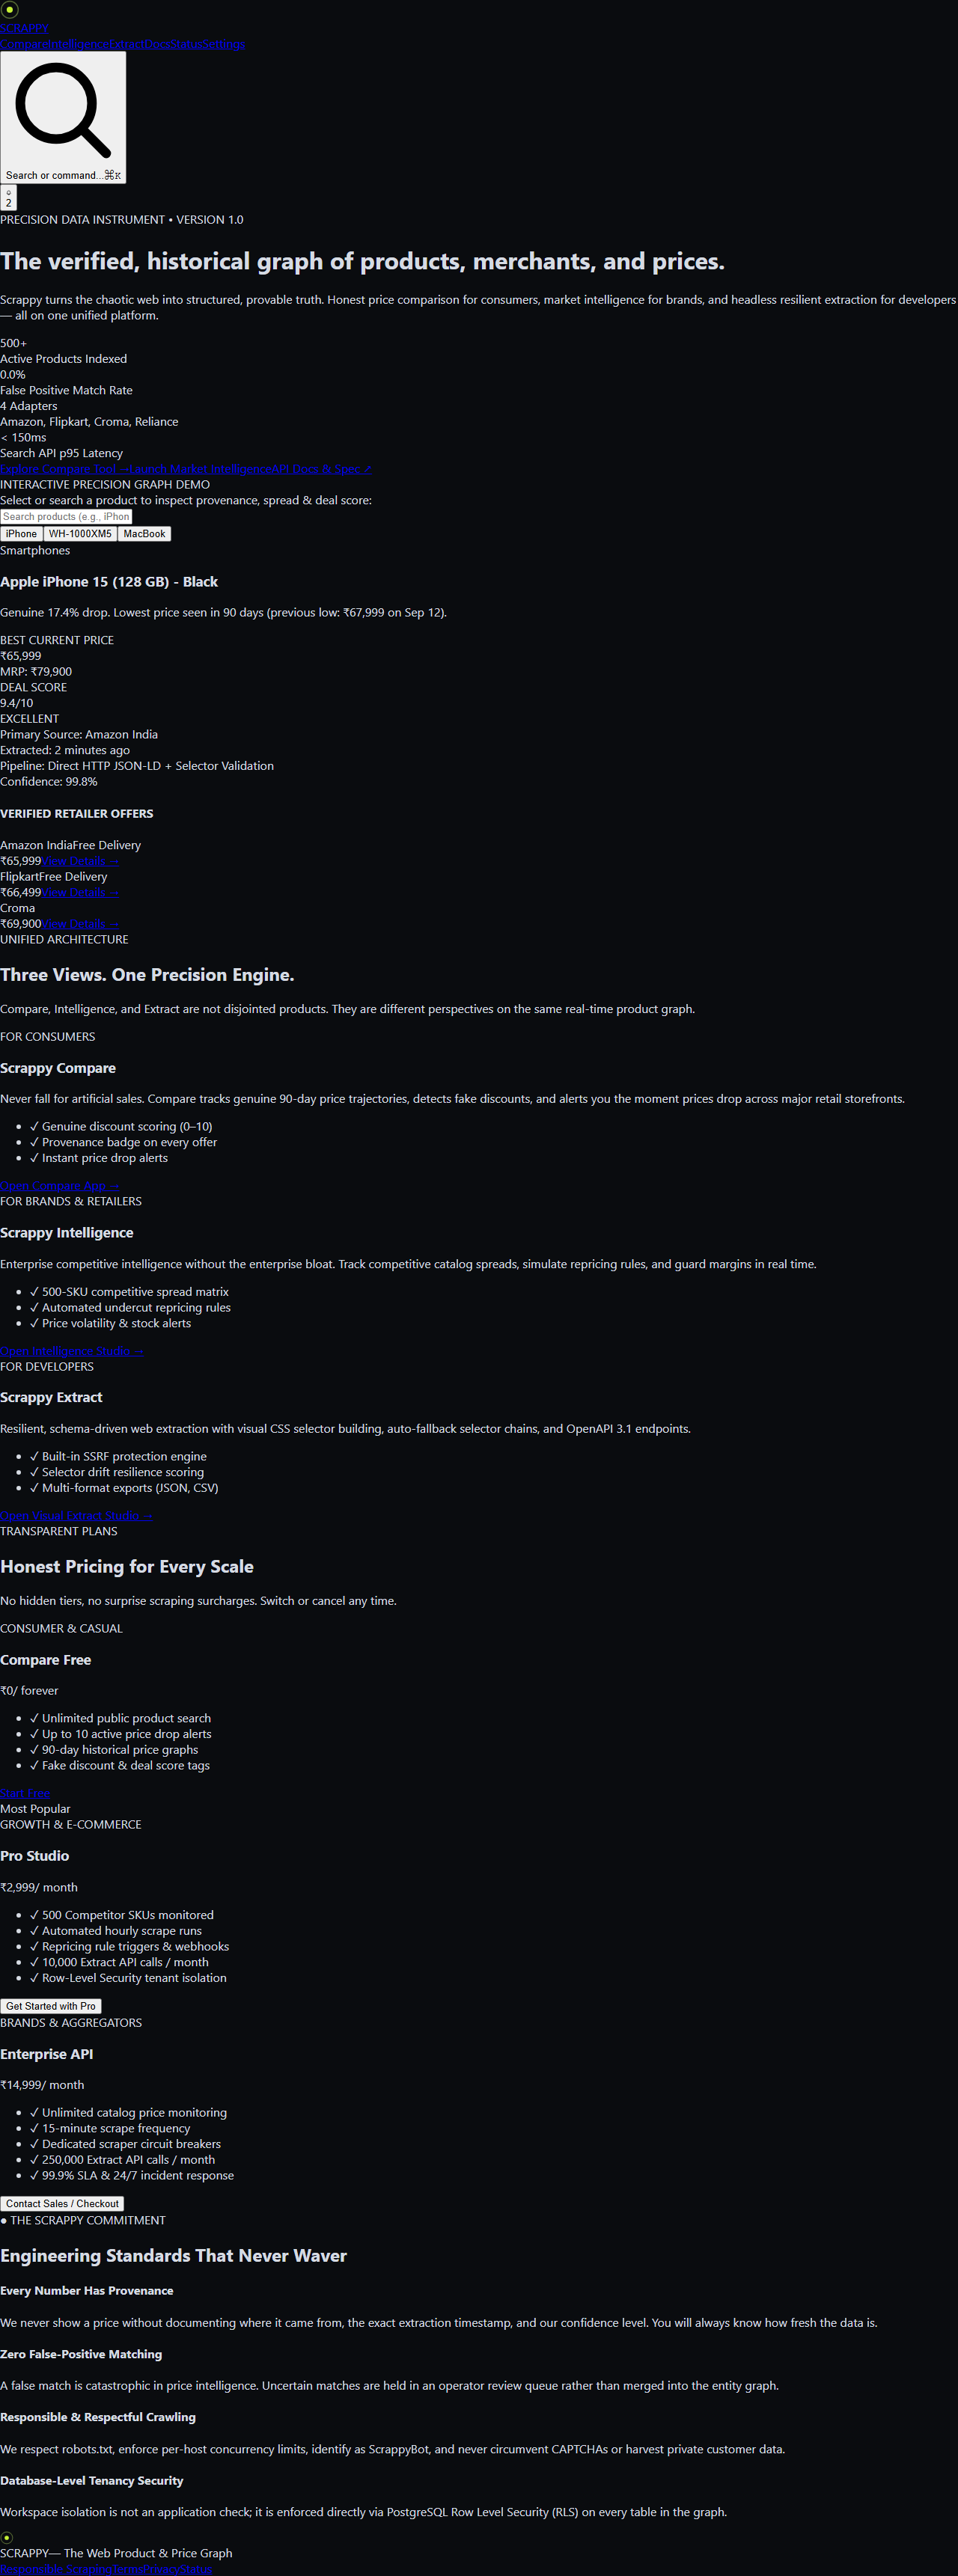 SCRAPPY
CompareIntelligenceExtractDocsStatusSettings
Search or command...⌘K
2
PRECISION DATA INSTRUMENT • VERSION 1.0
The verified, historical graph of products, merchants, and prices.
Scrappy turns the chaotic web into structured, provable truth. Honest price comparison for consumers, market intelligence for brands, and headless resilient extraction for developers
— all on one unified platform.
500+
Active Products Indexed
0.0%
False Positive Match Rate
4 Adapters
Amazon, Flipkart, Croma, Reliance
< 150ms
Search API p95 Latency
Explore Compare Tool →Launch Market IntelligenceAPI Docs & Spec ↗
INTERACTIVE PRECISION GRAPH DEMO
Select or search a product to inspect provenance, spread & deal score:
Search products (e.g., iPhon
iPhone WH-1000XM5 MacBook
Smartphones
Apple iPhone 15 (128 GB) - Black
Genuine 17.4% drop. Lowest price seen in 90 days (previous low: ₹67,999 on Sep 12).
BEST CURRENT PRICE
₹65,999
MRP: ₹79,900
DEAL SCORE
9.4/10
EXCELLENT
Primary Source: Amazon India
Extracted: 2 minutes ago
Pipeline: Direct HTTP JSON-LD + Selector Validation
Confidence: 99.8%
VERIFIED RETAILER OFFERS
Amazon IndiaFree Delivery
₹65,999View Details →
FlipkartFree Delivery
₹66,499View Details →
Croma
₹69,900View Details →
UNIFIED ARCHITECTURE
Three Views. One Precision Engine.
Compare, Intelligence, and Extract are not disjointed products. They are different perspectives on the same real-time product graph.
FOR CONSUMERS
Scrappy Compare
Never fall for artificial sales. Compare tracks genuine 90-day price trajectories, detects fake discounts, and alerts you the moment prices drop across major retail storefronts.
• ✓ Genuine discount scoring (0–10)
• ✓ Provenance badge on every offer
• ✓ Instant price drop alerts
Open Compare App →
FOR BRANDS & RETAILERS
Scrappy Intelligence
Enterprise competitive intelligence without the enterprise bloat. Track competitive catalog spreads, simulate repricing rules, and guard margins in real time.
• ✓ 500-SKU competitive spread matrix
• ✓ Automated undercut repricing rules
• ✓ Price volatility & stock alerts
Open Intelligence Studio →
FOR DEVELOPERS
Scrappy Extract
Resilient, schema-driven web extraction with visual CSS selector building, auto-fallback selector chains, and OpenAPI 3.1 endpoints.
• ✓ Built-in SSRF protection engine
• ✓ Selector drift resilience scoring
• ✓ Multi-format exports (JSON, CSV)
Open Visual Extract Studio →
TRANSPARENT PLANS
Honest Pricing for Every Scale
No hidden tiers, no surprise scraping surcharges. Switch or cancel any time.
CONSUMER & CASUAL
Compare Free
₹0/ forever
• ✓ Unlimited public product search
• ✓ Up to 10 active price drop alerts
• ✓ 90-day historical price graphs
• ✓ Fake discount & deal score tags
Start Free
Most Popular
GROWTH & E-COMMERCE
Pro Studio
₹2,999/ month
• ✓ 500 Competitor SKUs monitored
• ✓ Automated hourly scrape runs
• ✓ Repricing rule triggers & webhooks
• ✓ 10,000 Extract API calls / month
• ✓ Row-Level Security tenant isolation
Get Started with Pro
BRANDS & AGGREGATORS
Enterprise API
₹14,999/ month
• ✓ Unlimited catalog price monitoring
• ✓ 15-minute scrape frequency
• ✓ Dedicated scraper circuit breakers
• ✓ 250,000 Extract API calls / month
• ✓ 99.9% SLA & 24/7 incident response
Contact Sales / Checkout
● THE SCRAPPY COMMITMENT
Engineering Standards That Never Waver
Every Number Has Provenance
We never show a price without documenting where it came from, the exact extraction timestamp, and our confidence level. You will always know how fresh the data is.
Zero False-Positive Matching
A false match is catastrophic in price intelligence. Uncertain matches are held in an operator review queue rather than merged into the entity graph.
Responsible & Respectful Crawling
We respect robots.txt, enforce per-host concurrency limits, identify as ScrappyBot, and never circumvent CAPTCHAs or harvest private customer data.
Database-Level Tenancy Security
Workspace isolation is not an application check; it is enforced directly via PostgreSQL Row Level Security (RLS) on every table in the graph.
SCRAPPY— The Web Product & Price Graph
Responsible ScrapingTermsPrivacyStatus